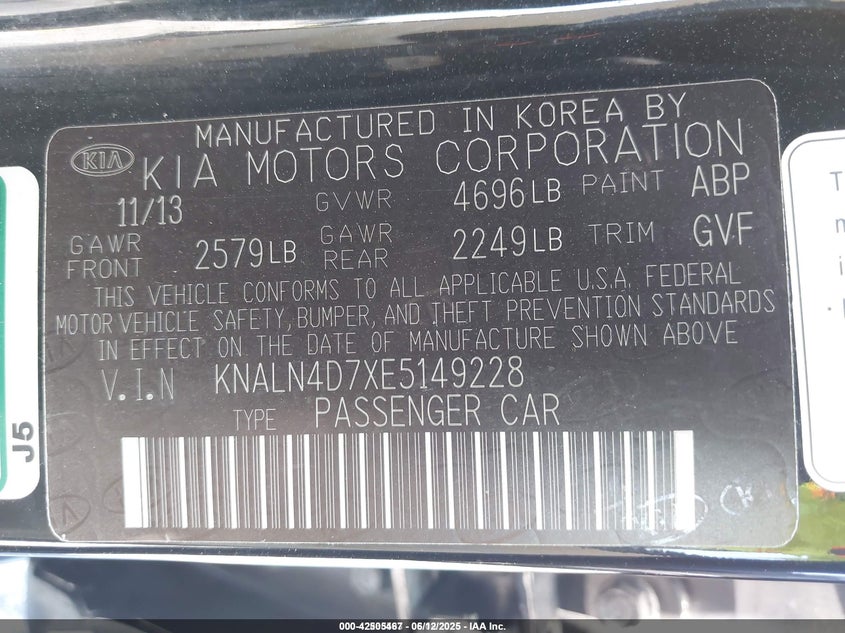 MANUFACTURED IN KOREA BY
KIA KIA MOTORS CORPORATION
11/13 GVWR 4696LB PAINT ABP
GAWR FRONT 2579LB GAWR REAR 2249LB TRIM GVF
THIS VEHICLE CONFORMS TO ALL APPLICABLE U.S.A. FEDERAL
MOTOR VEHICLE SAFETY, BUMPER, AND THEFT PREVENTION STANDARDS
IN EFFECT ON THE DATE OF MANUFACTURE SHOWN ABOVE
V.I.N KNALN4D7XE5149228
TYPE PASSENGER CAR
J5
000-42505467 - 06/12/2025 - IAA Inc.